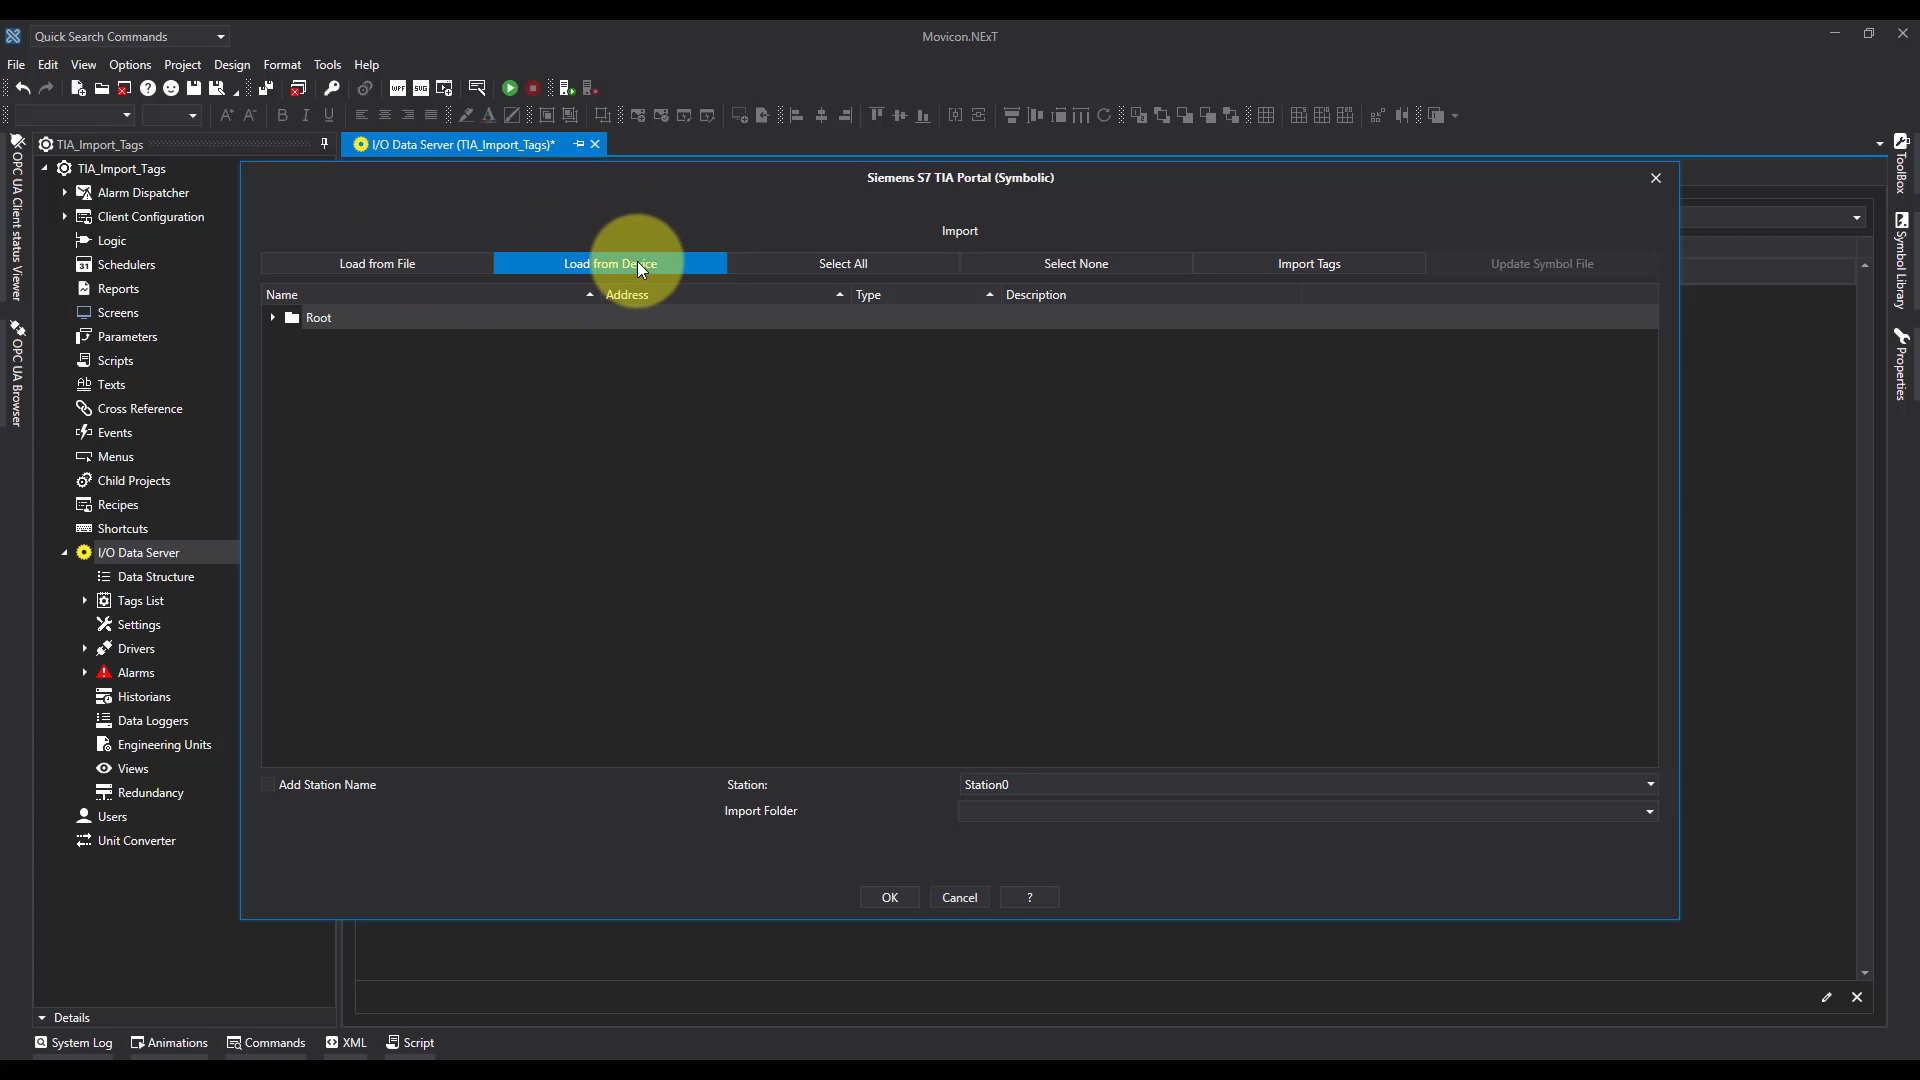 Quick Search Commands
Movicon.NExT
File Edit View Options Project Design Format Tools Help
TIA_Import_Tags
I/O Data Server (TIA_Import_Tags)*
TIA_Import_Tags
Alarm Dispatcher
Client Configuration
Logic
Schedulers
Reports
Screens
Parameters
Scripts
Texts
Cross Reference
Events
Menus
Child Projects
Recipes
Shortcuts
I/O Data Server
Data Structure
Tags List
Settings
Drivers
Alarms
Historians
Data Loggers
Engineering Units
Views
Redundancy
Users
Unit Converter
Details
OPC UA Client status Viewer
OPC UA Browser
Siemens S7 TIA Portal (Symbolic)
Import
Load from File Load from Device Select All Select None Import Tags Update Symbol File
Name Address Type Description
Root
Add Station Name Station: Station0
Import Folder
OK Cancel ?
ToolBox
Symbol Library
Properties
System Log Animations Commands XML Script